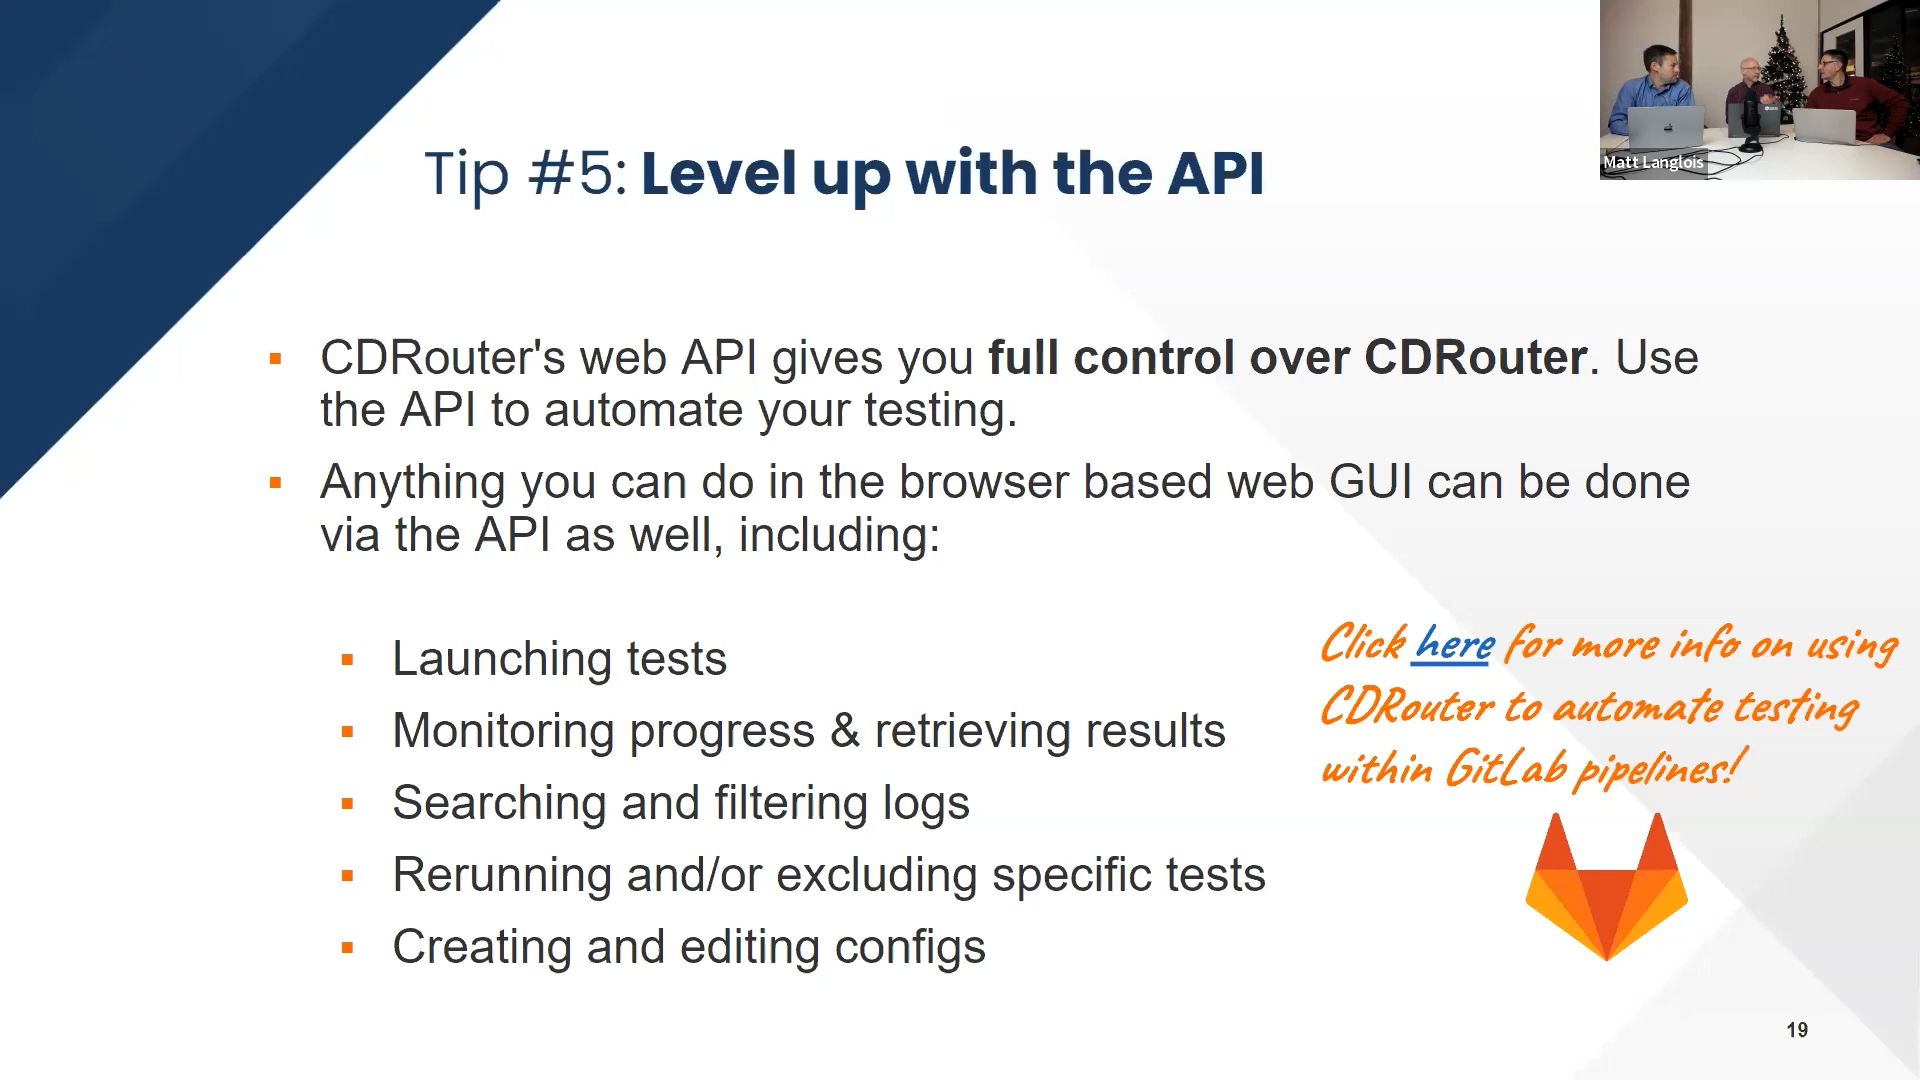 Matt Langlois
Tip #5: Level up with the API
▪ CDRouter's web API gives you full control over CDRouter. Use
the API to automate your testing.
▪ Anything you can do in the browser based web GUI can be done
via the API as well, including:
▪ Launching tests
▪ Monitoring progress & retrieving results
▪ Searching and filtering logs
▪ Rerunning and/or excluding specific tests
▪ Creating and editing configs
Click here for more info on using
CDRouter to automate testing
within GitLab pipelines!
19